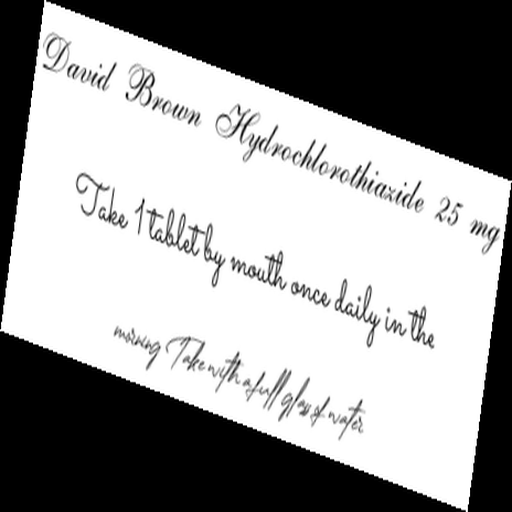 David Brown Hydrochlorothiazide 25 mg
Take 1 tablet by mouth once daily in the
morning Take with a full glass of water